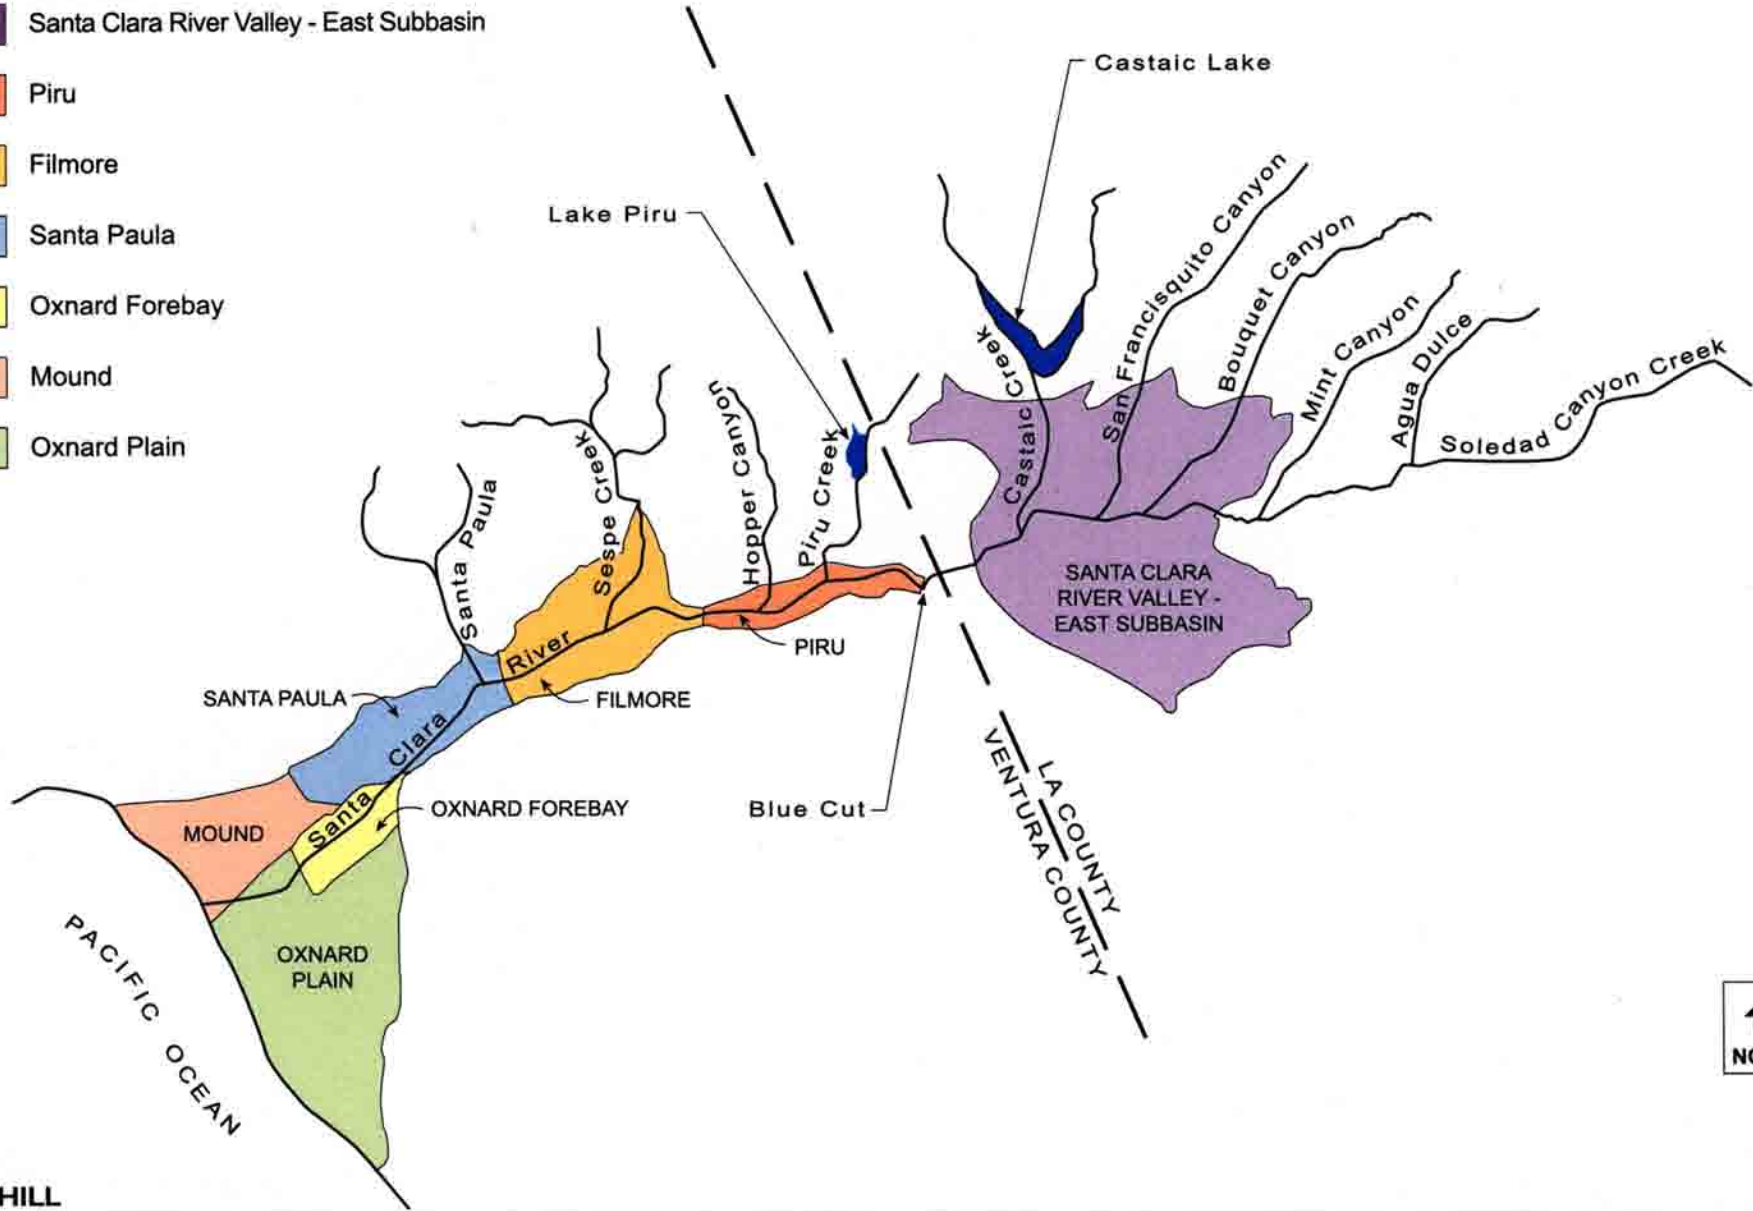 Santa Clara River Valley - East Subbasin
Piru
Filmore
Santa Paula
Oxnard Forebay
Mound
Oxnard Plain
Castaic Lake
Lake Piru
San Francisquito Canyon
Bouquet Canyon
Mint Canyon
Agua Dulce
Soledad Canyon Creek
Castaic Creek
Piru Creek
Hopper Canyon
Sespe Creek
Santa Paula
SANTA CLARA
RIVER VALLEY -
EAST SUBBASIN
PIRU
FILMORE
SANTA PAULA
Santa Clara River
OXNARD FOREBAY
MOUND
Blue Cut
LA COUNTY
VENTURA COUNTY
OXNARD
PLAIN
PACIFIC OCEAN
HILL